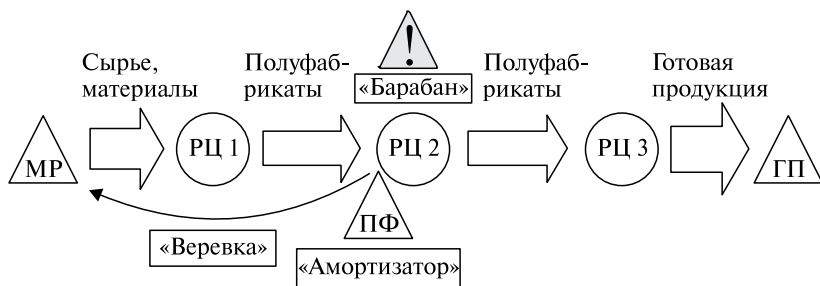 !
Сырье,
материалы
Полуфаб-
рикаты
«Барабан»
Полуфаб-
рикаты
Готовая
продукция
МР
РЦ 1
РЦ 2
РЦ 3
ГП
ПФ
«Веревка»
«Амортизатор»